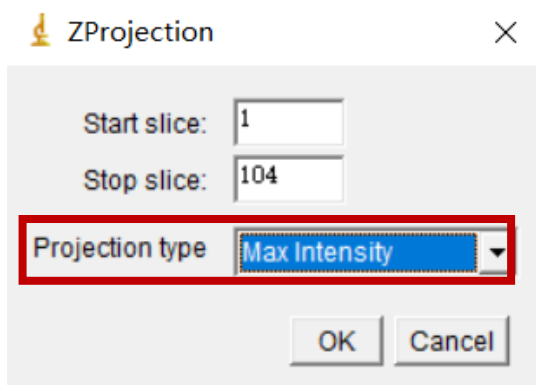 ZProjection
Start slice: 1
Stop slice: 104
Projection type Max Intensity
OK Cancel